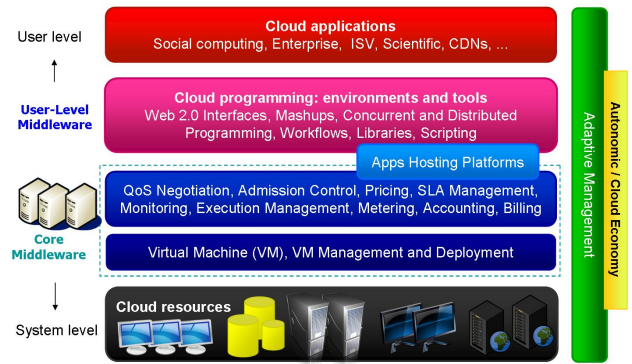 User level
Cloud applications
Social computing, Enterprise, ISV, Scientific, CDNs, ...
User-Level
Middleware
Cloud programming: environments and tools
Web 2.0 Interfaces, Mashups, Concurrent and Distributed
Programming, Workflows, Libraries, Scripting
Apps Hosting Platforms
QoS Negotiation, Admission Control, Pricing, SLA Management,
Monitoring, Execution Management, Metering, Accounting, Billing
Core
Middleware
Virtual Machine (VM), VM Management and Deployment
System level
Cloud resources
Adaptive Management
Autonomic / Cloud Economy